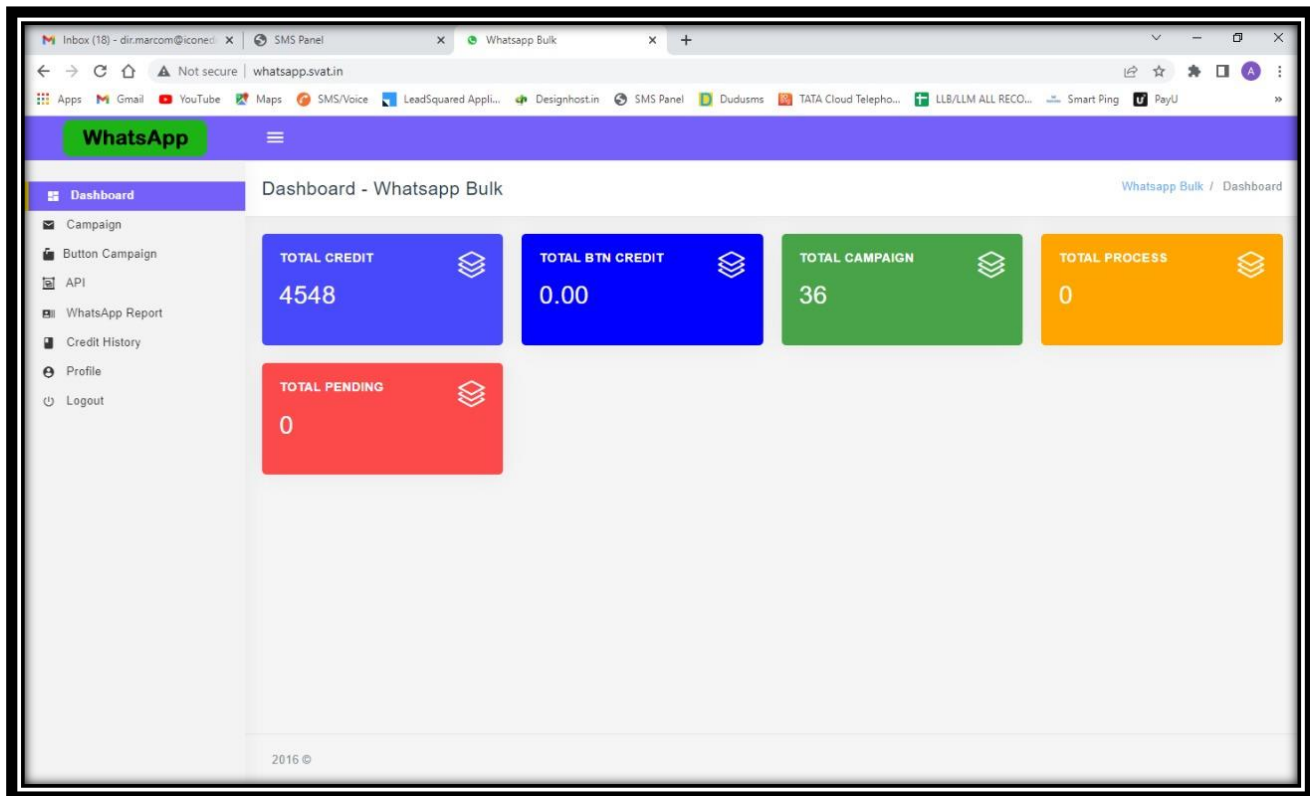 Inbox (18) - dir.marcom@iconed
SMS Panel
Whatsapp Bulk
Not secure
whatsapp.svat.in
A
Apps
Gmail
YouTube
Maps
SMS/Voice
LeadSquared Appli...
Designhost.in
SMS Panel
Dudusms
TATA Cloud Telepho...
LLB/LLM ALL RECO...
Smart Ping
PayU
WhatsApp
Dashboard
Campaign
Button Campaign
API
WhatsApp Report
Credit History
Profile
Logout
Dashboard - Whatsapp Bulk
Whatsapp Bulk / Dashboard
TOTAL CREDIT
4548
TOTAL BTN CREDIT
0.00
TOTAL CAMPAIGN
36
TOTAL PROCESS
0
TOTAL PENDING
0
2016 ©